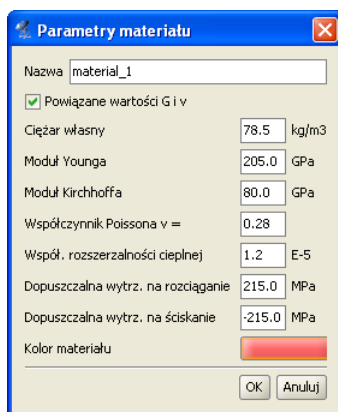 Parametry materiału
Nazwa material_1
Powiązane wartości G i v
Ciężar własny 78.5 kg/m3
Moduł Younga 205.0 GPa
Moduł Kirchhoffa 80.0 GPa
Współczynnik Poissona v = 0.28
Współ. rozszerzalności cieplnej 1.2 E-5
Dopuszczalna wytrz. na rozciąganie 215.0 MPa
Dopuszczalna wytrz. na ściskanie -215.0 MPa
Kolor materiału
OK Anuluj